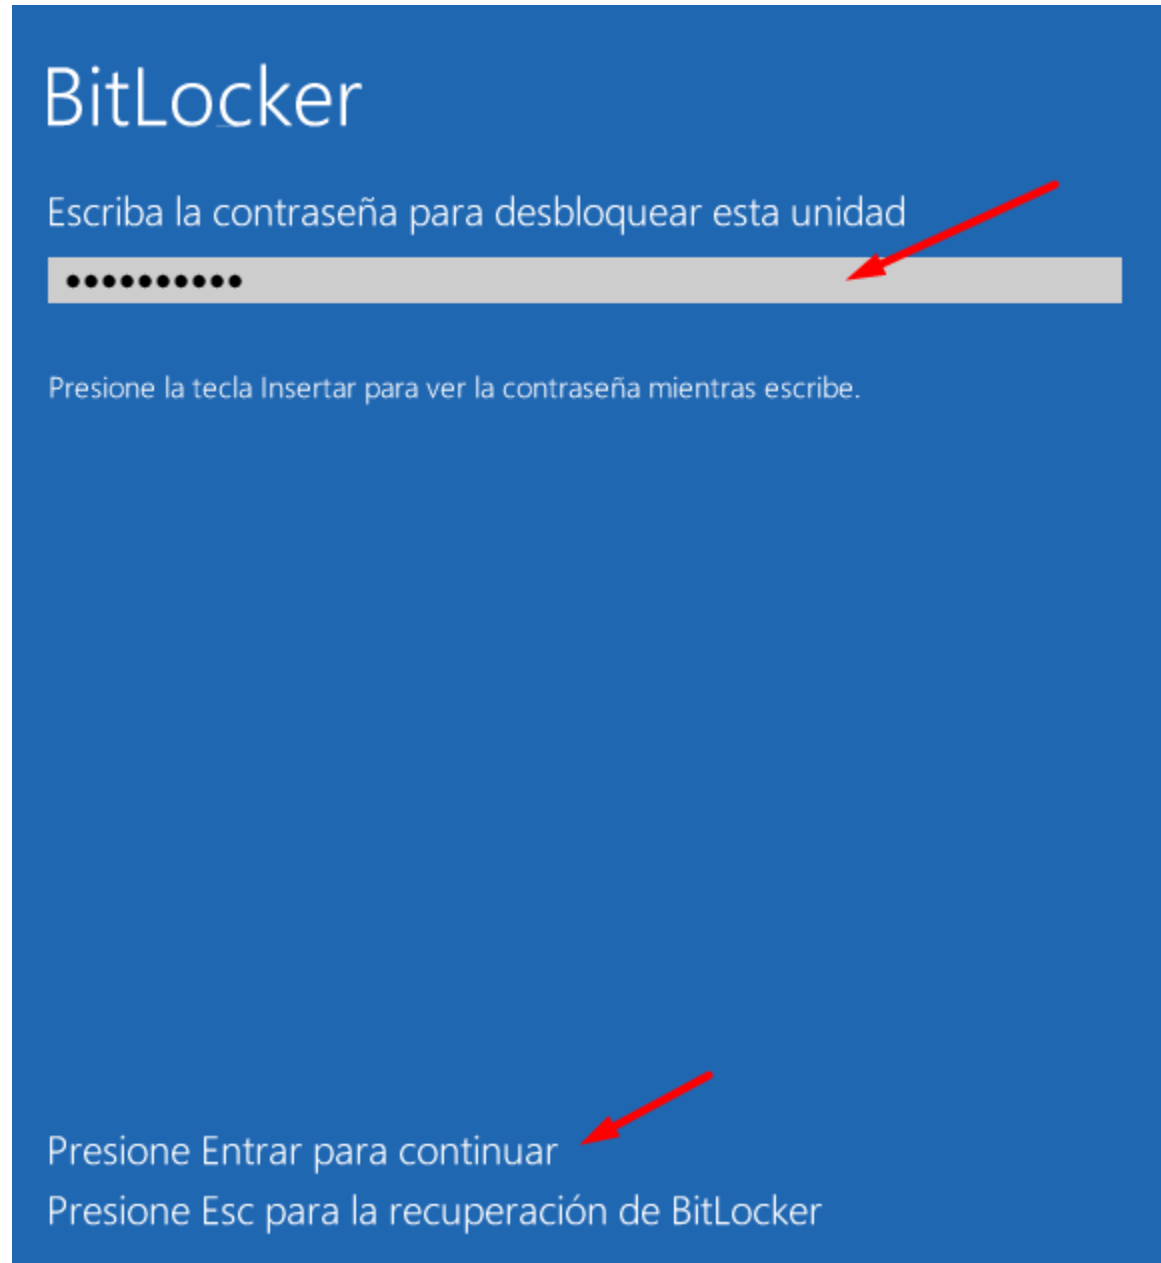 BitLocker
Escriba la contraseña para desbloquear esta unidad
••••••••••
Presione la tecla Insertar para ver la contraseña mientras escribe.
Presione Entrar para continuar
Presione Esc para la recuperación de BitLocker